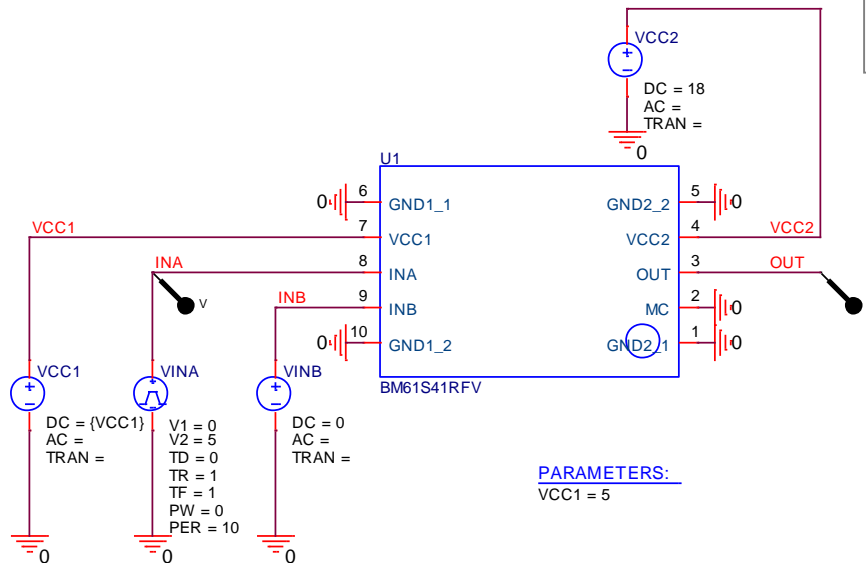 VCC2
DC = 18
AC =
TRAN =
0
U1
0 6 GND1_1
GND2_2 5 0
VCC1 7 VCC1
VCC2 4 VCC2
INA 8 INA
OUT 3 OUT
V
INB 9 INB
MC 2 0
0 10 GND1_2
GND2_1 1 0
BM61S41RFV
VCC1
DC = {VCC1}
AC =
TRAN =
0
VINA
V1 = 0
V2 = 5
TD = 0
TR = 1
TF = 1
PW = 0
PER = 10
0
VINB
DC = 0
AC =
TRAN =
0
PARAMETERS:
VCC1 = 5